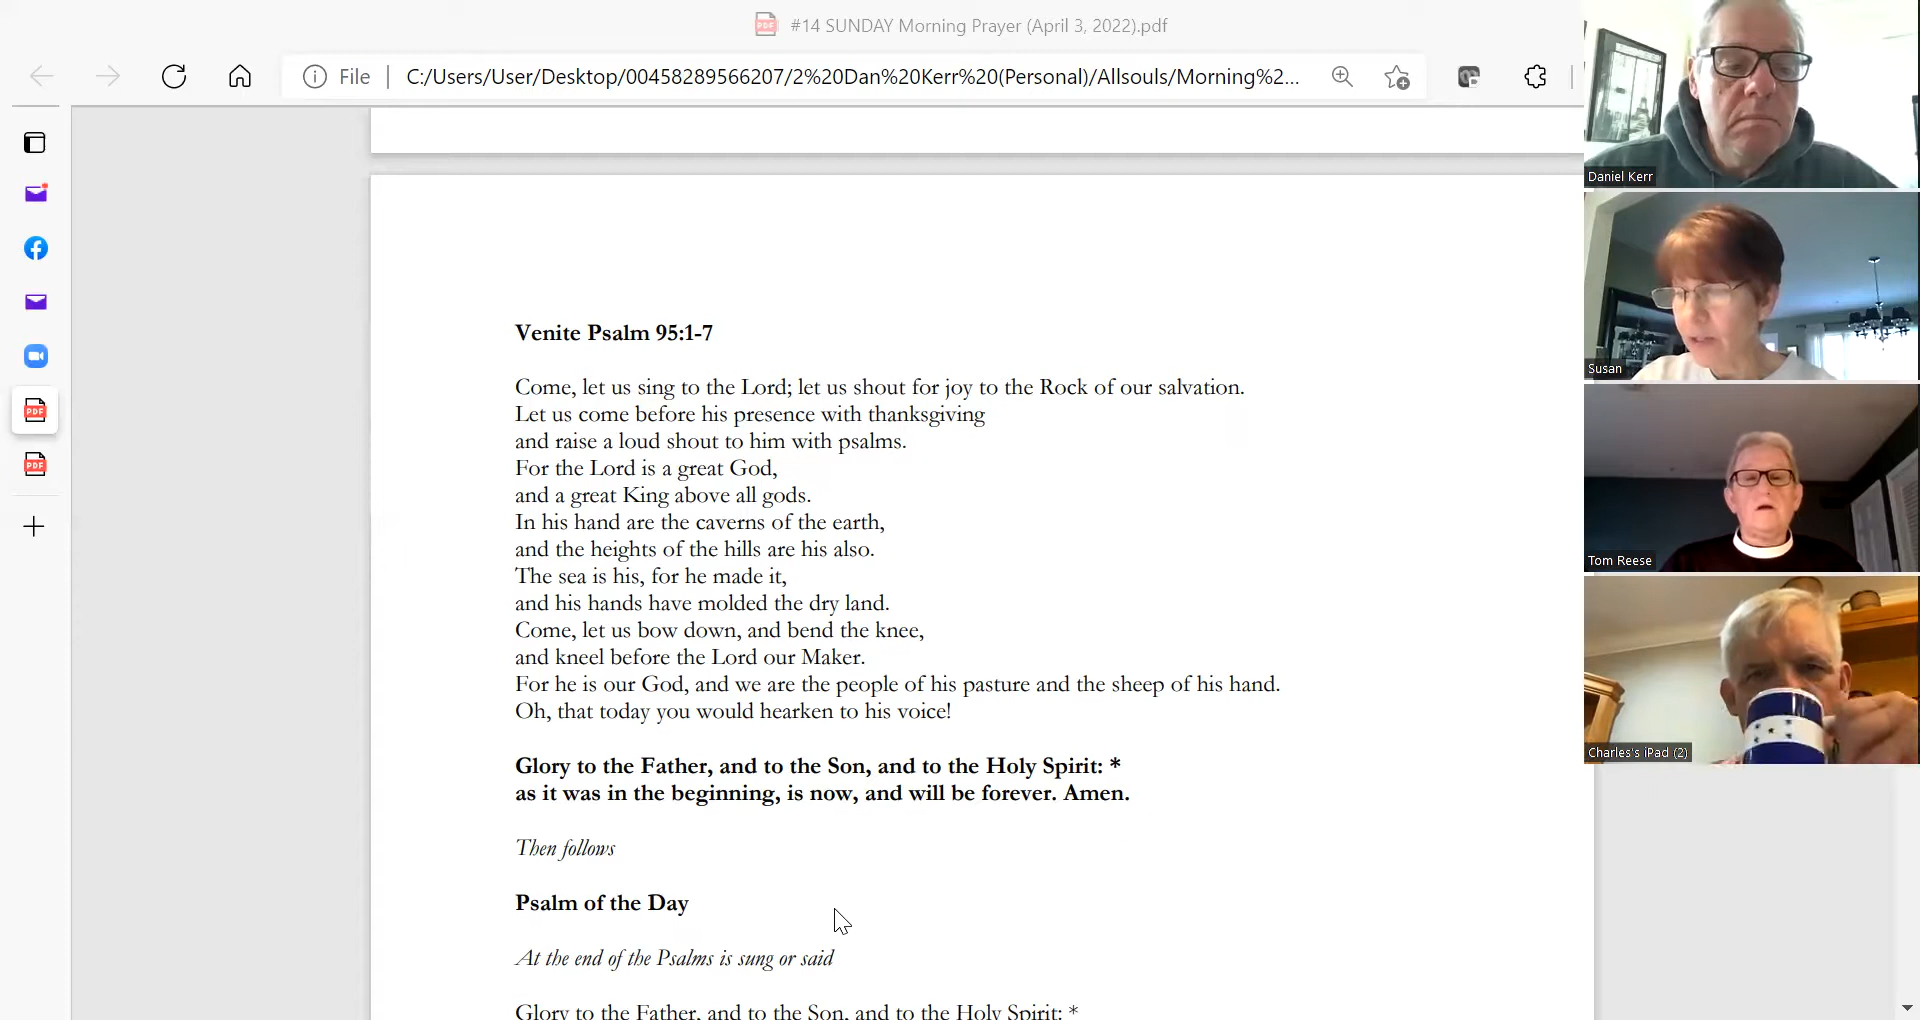 #14 SUNDAY Morning Prayer (April 3, 2022).pdf
File
C:/Users/User/Desktop/00458289566207/2%20Dan%20Kerr%20(Personal)/Allsouls/Morning%2...
Venite Psalm 95:1-7
Come, let us sing to the Lord; let us shout for joy to the Rock of our salvation.
Let us come before his presence with thanksgiving
and raise a loud shout to him with psalms.
For the Lord is a great God,
and a great King above all gods.
In his hand are the caverns of the earth,
and the heights of the hills are his also.
The sea is his, for he made it,
and his hands have molded the dry land.
Come, let us bow down, and bend the knee,
and kneel before the Lord our Maker.
For he is our God, and we are the people of his pasture and the sheep of his hand.
Oh, that today you would hearken to his voice!
Glory to the Father, and to the Son, and to the Holy Spirit: *
as it was in the beginning, is now, and will be forever. Amen.
Then follows
Psalm of the Day
At the end of the Psalms is sung or said
Glory to the Father, and to the Son, and to the Holy Spirit: *
Daniel Kerr
Susan
Tom Reese
Charles's iPad (2)
PDF
PDF
PDF